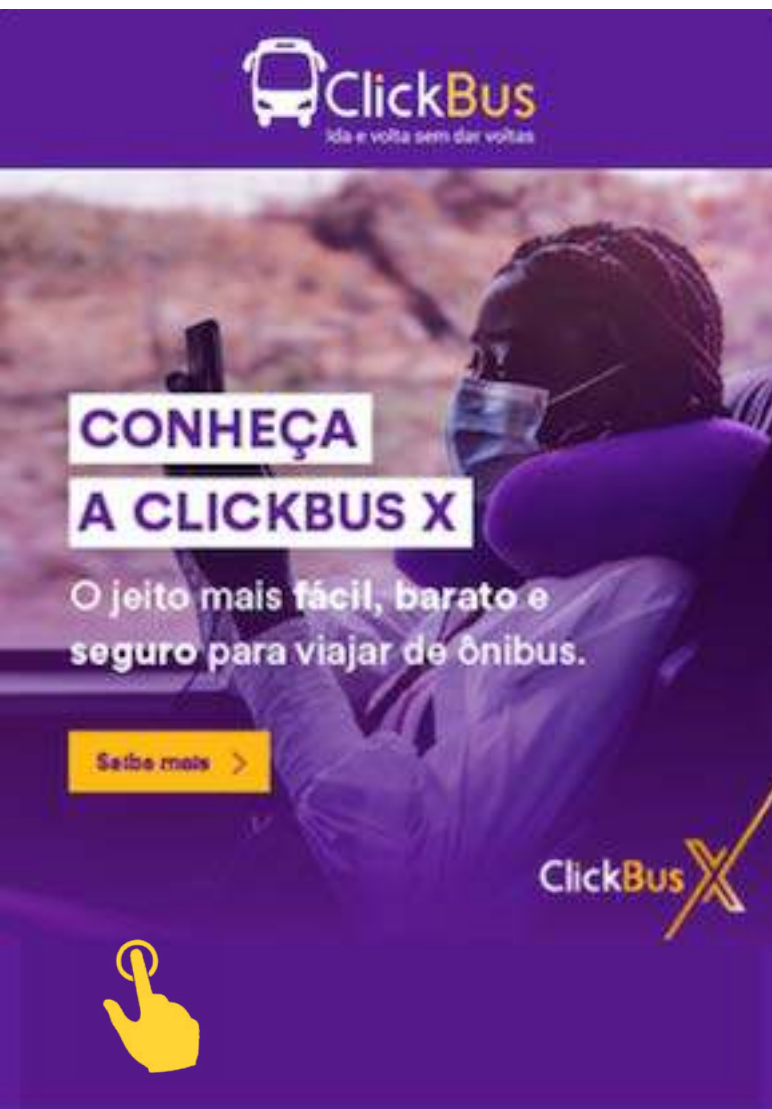 ClickBus
Ida e volta sem dar voltas
CONHEÇA
A CLICKBUS X
O jeito mais fácil, barato e
seguro para viajar de ônibus.
Saiba mais >
ClickBus X